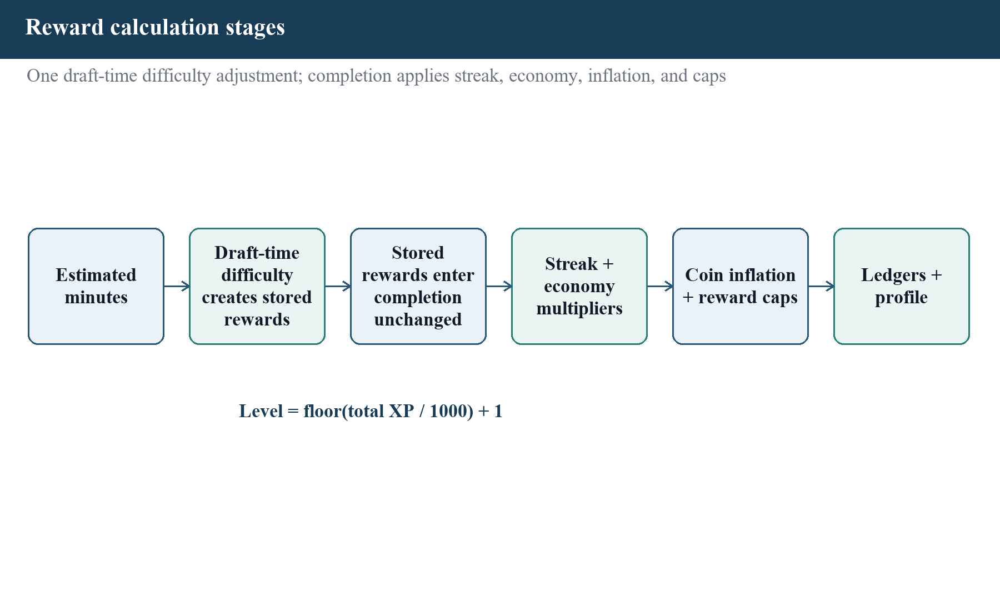 Reward calculation stages
One draft-time difficulty adjustment; completion applies streak, economy, inflation, and caps
Estimated
minutes
Draft-time
difficulty
creates stored
rewards
Stored
rewards enter
completion
unchanged
Streak +
economy
multipliers
Coin inflation
+ reward caps
Ledgers +
profile
Level = floor(total XP / 1000) + 1